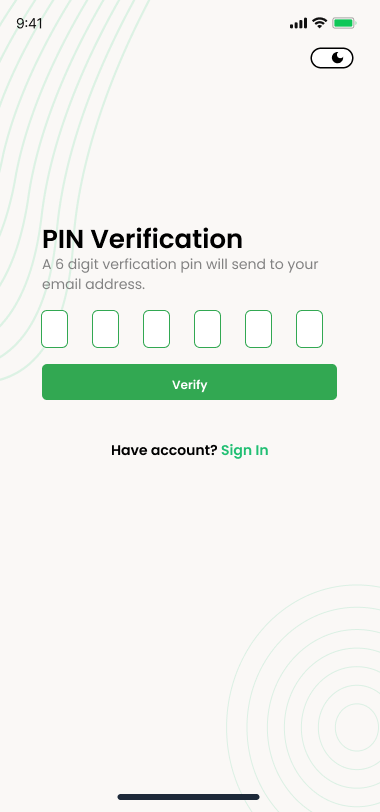 9:41
PIN Verification
A 6 digit verfication pin will send to your
email address.
Verify
Have account? Sign In